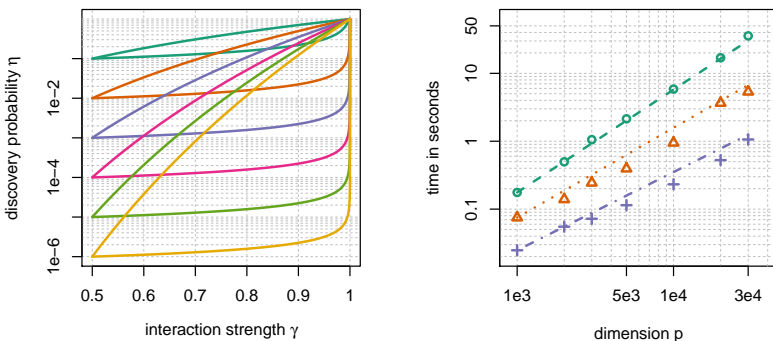 discovery probability η
1e−2
1e−4
1e−6
0.5 0.6 0.7 0.8 0.9 1
interaction strength γ
time in seconds
50
10
1
0.1
1e3 5e3 1e4 3e4
dimension p